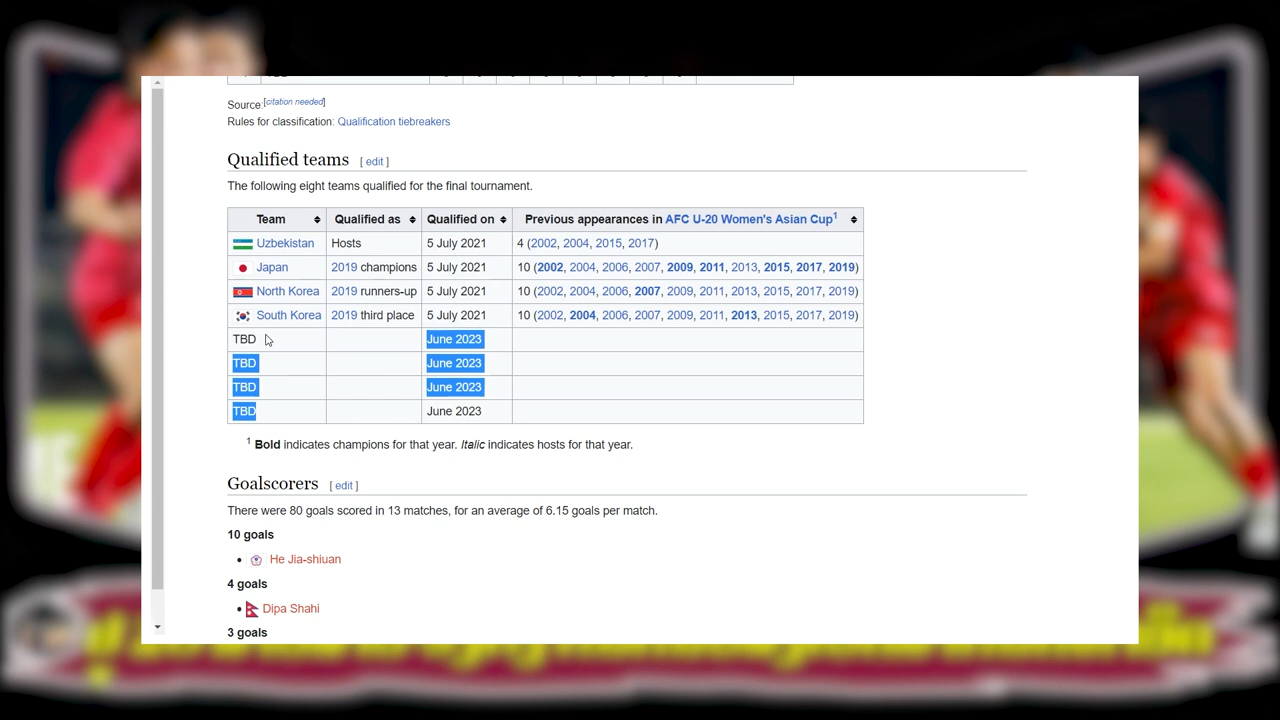 Source:[citation needed]
Rules for classification: Qualification tiebreakers
Qualified teams [ edit ]
The following eight teams qualified for the final tournament.
Team Qualified as Qualified on Previous appearances in AFC U-20 Women's Asian Cup1
Uzbekistan Hosts 5 July 2021 4 (2002, 2004, 2015, 2017)
Japan 2019 champions 5 July 2021 10 (2002, 2004, 2006, 2007, 2009, 2011, 2013, 2015, 2017, 2019)
North Korea 2019 runners-up 5 July 2021 10 (2002, 2004, 2006, 2007, 2009, 2011, 2013, 2015, 2017, 2019)
South Korea 2019 third place 5 July 2021 10 (2002, 2004, 2006, 2007, 2009, 2011, 2013, 2015, 2017, 2019)
TBD June 2023
TBD June 2023
TBD June 2023
TBD June 2023
1 Bold indicates champions for that year. Italic indicates hosts for that year.
Goalscorers [ edit ]
There were 80 goals scored in 13 matches, for an average of 6.15 goals per match.
10 goals
• He Jia-shiuan
4 goals
• Dipa Shahi
3 goals